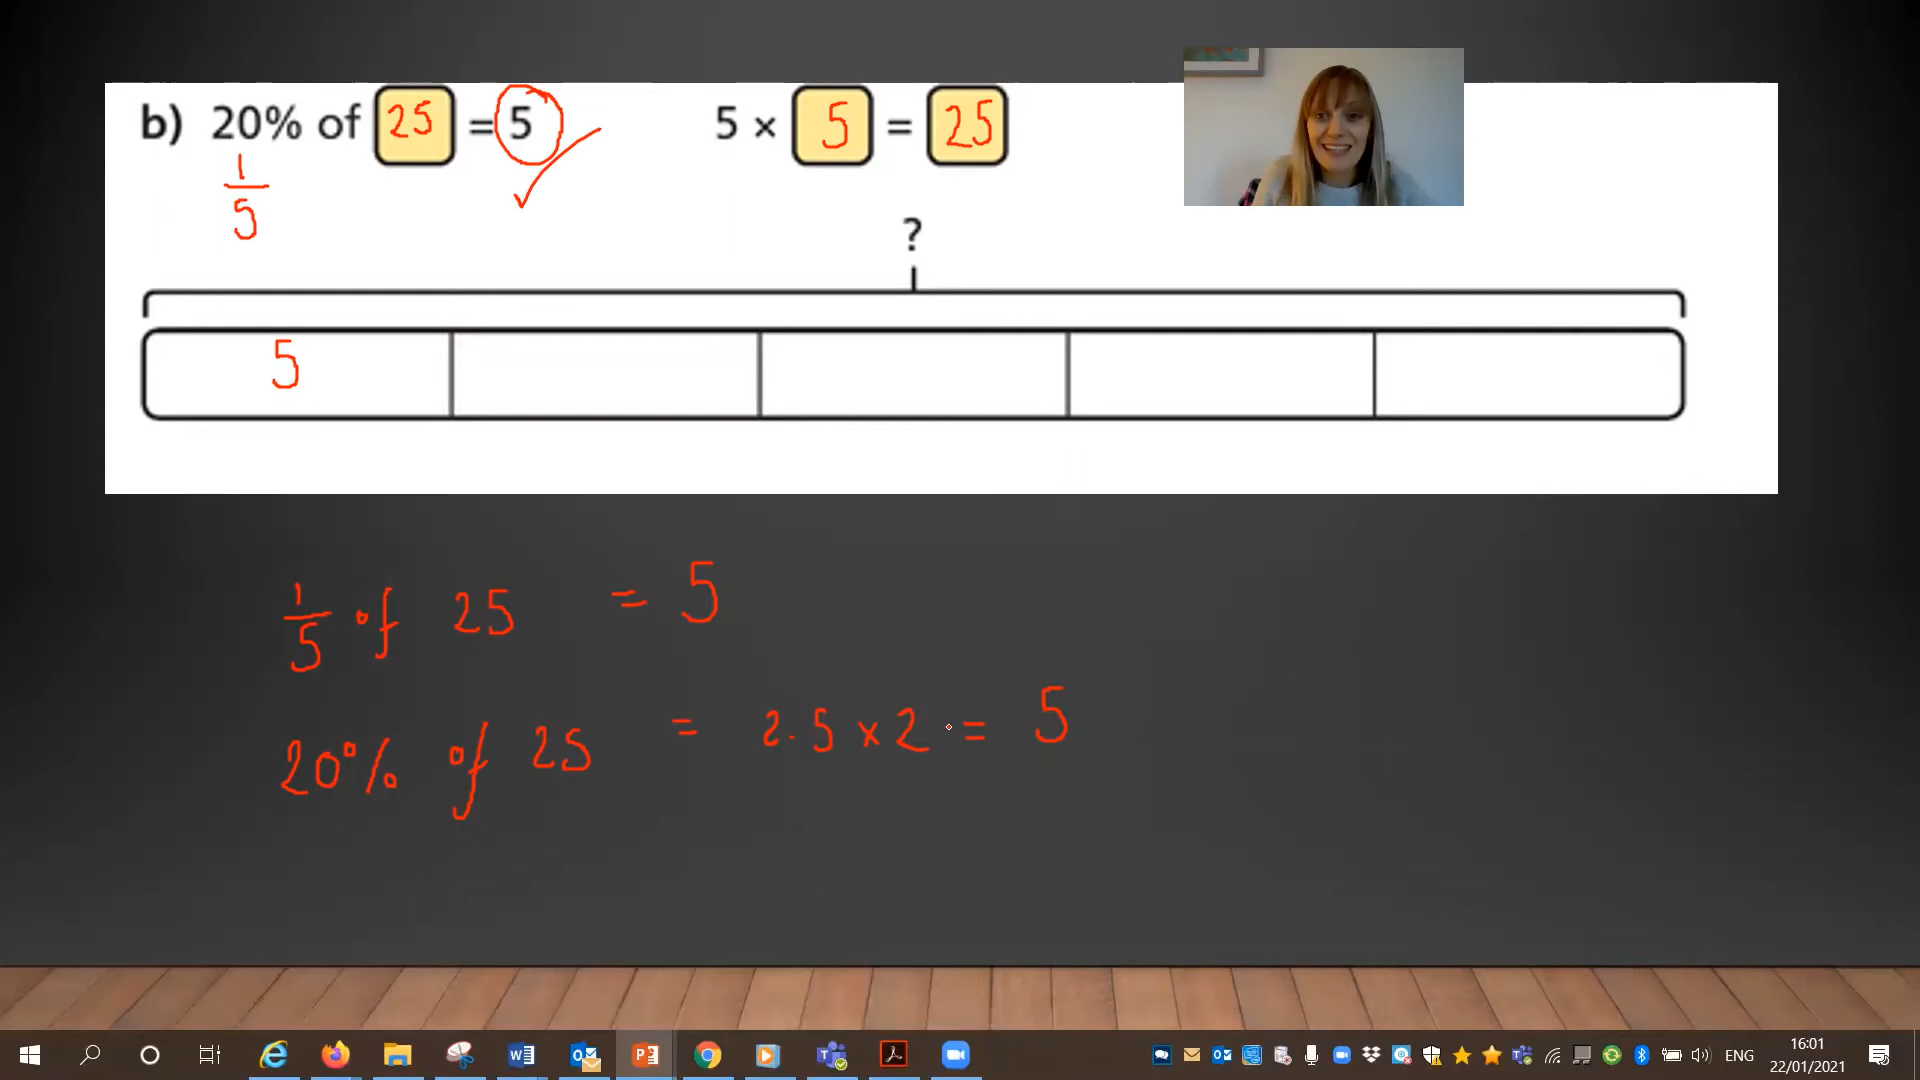 b) 20% of 25 = 5 5 × 5 = 25
1
5
?
5
1
5 of 25 = 5
20% of 25 = 2.5 x 2 = 5
ENG
16:01
22/01/2021